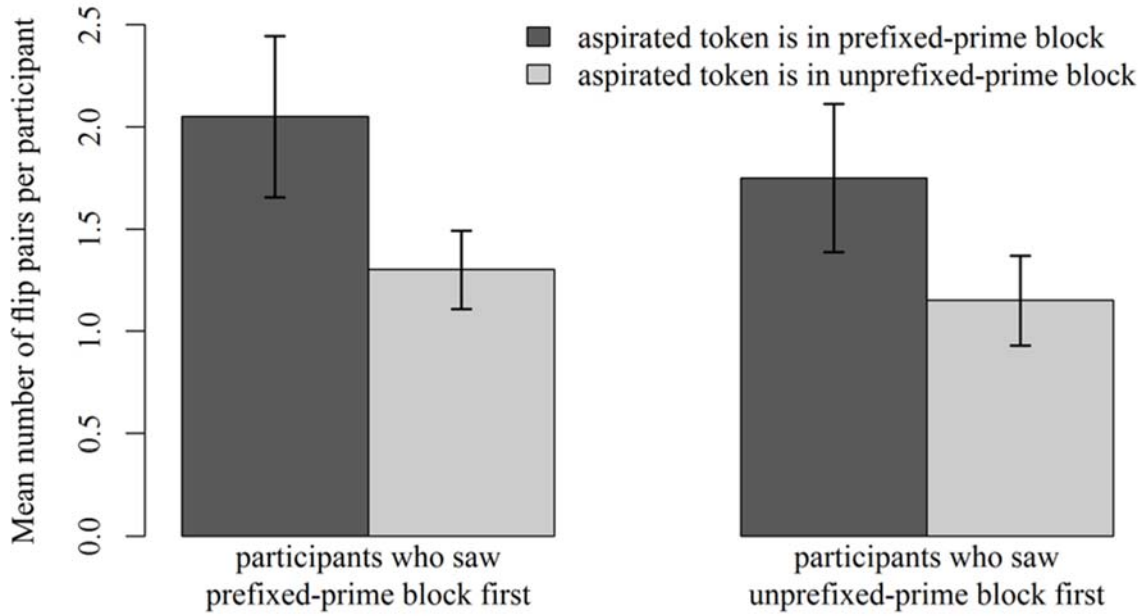 Mean number of flip pairs per participant
2.5
2.0
1.5
1.0
0.5
0.0
aspirated token is in prefixed-prime block
aspirated token is in unprefixed-prime block
participants who saw
prefixed-prime block first
participants who saw
unprefixed-prime block first